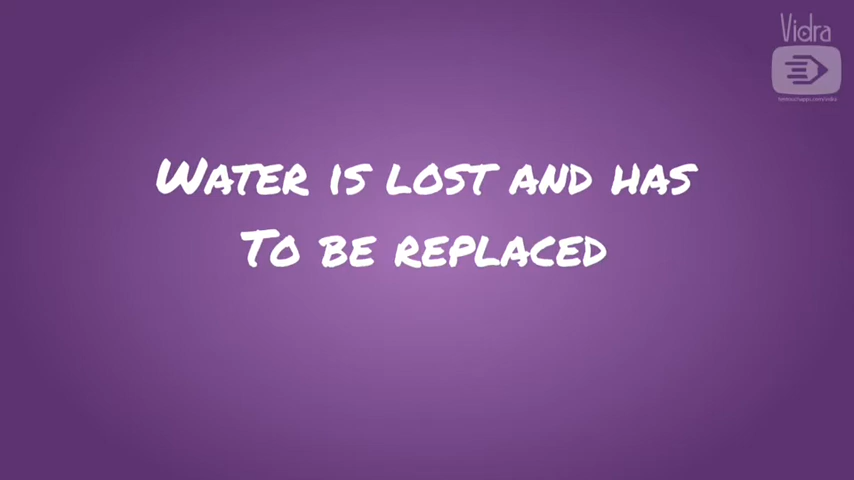 Vidra
Water is lost and has
To be replaced